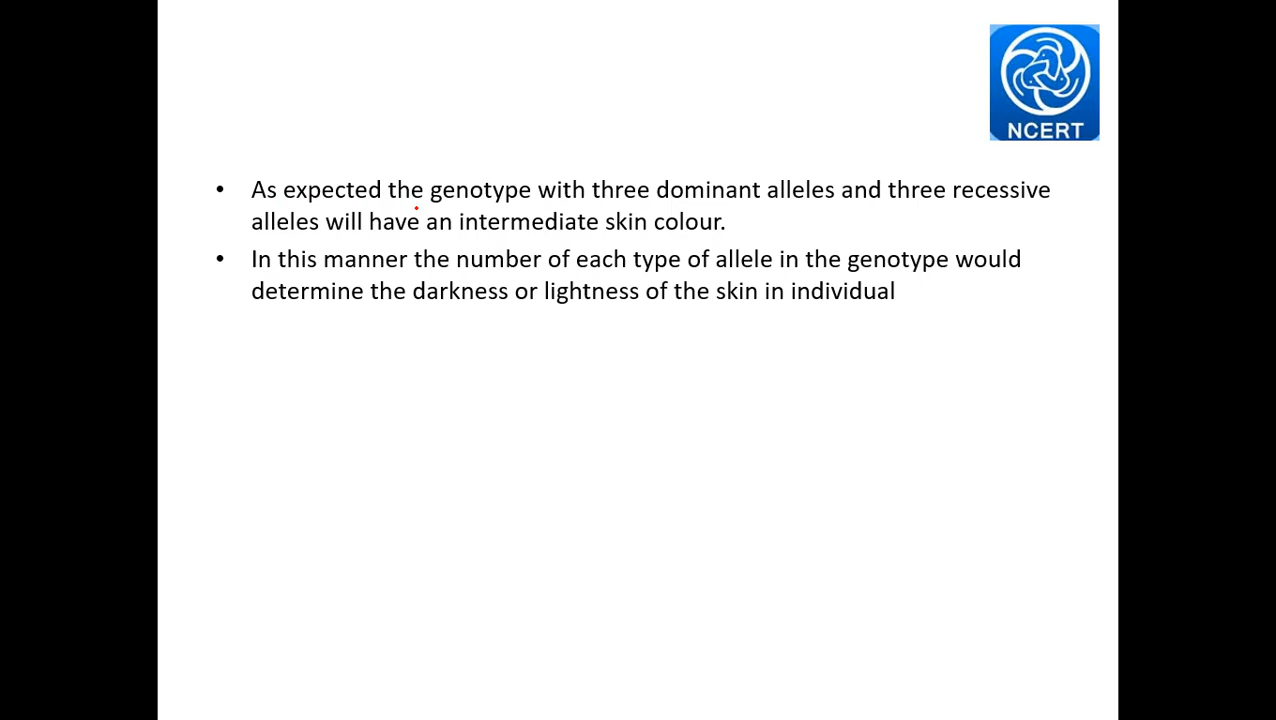 NCERT
• As expected the genotype with three dominant alleles and three recessive
alleles will have an intermediate skin colour.
• In this manner the number of each type of allele in the genotype would
determine the darkness or lightness of the skin in individual